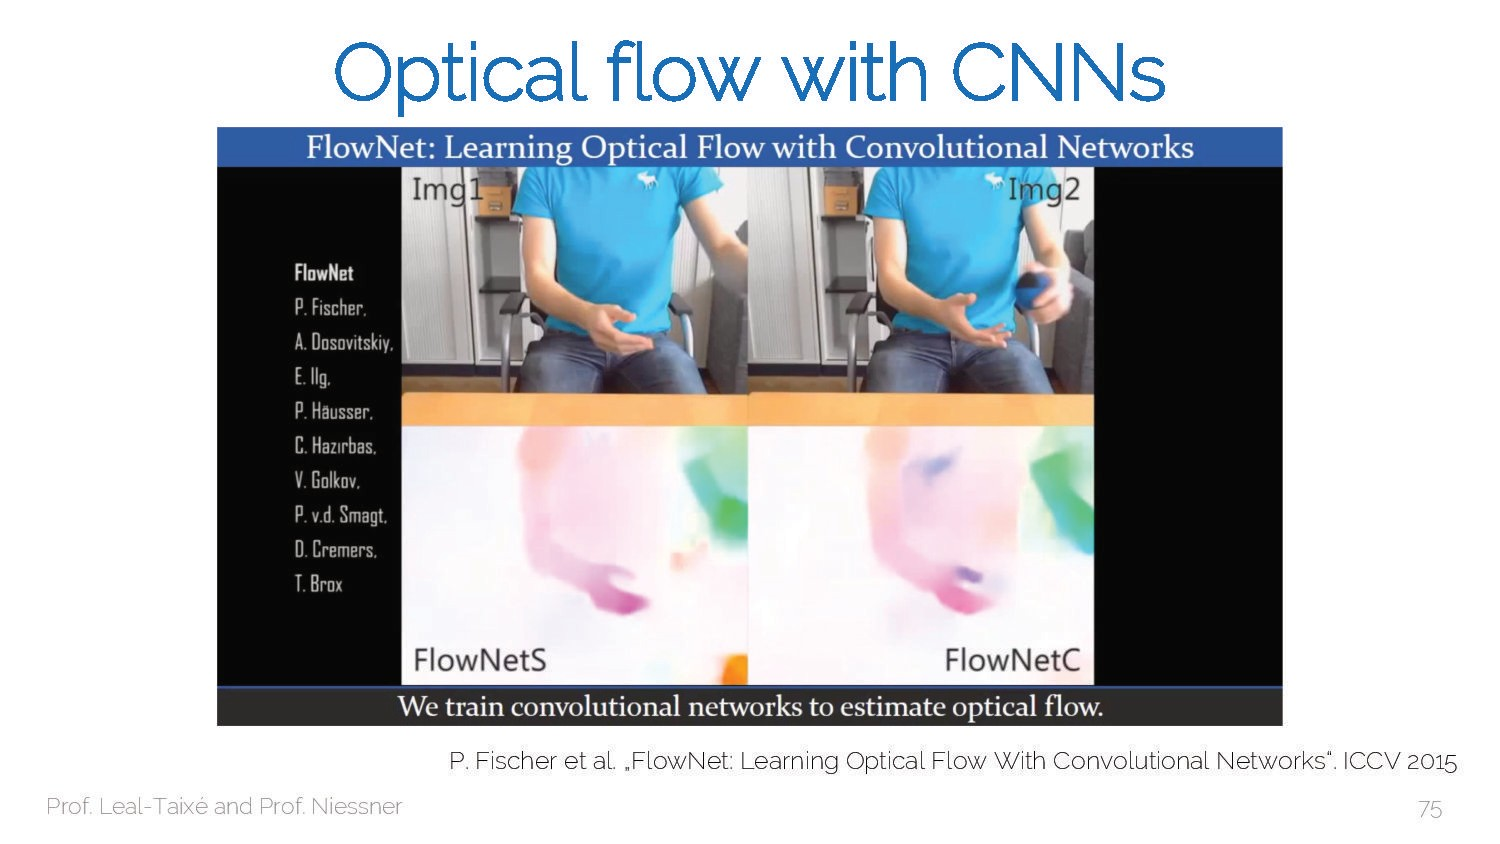 Optical flow with CNNs
FlowNet: Learning Optical Flow with Convolutional Networks
Img1
Img2
FlowNet
P. Fischer,
A. Dosovitskiy,
E. Ilg,
P. Häusser,
C. Hazırbas,
V. Golkov,
P. v.d. Smagt,
D. Cremers,
T. Brox
FlowNetS
FlowNetC
We train convolutional networks to estimate optical flow.
P. Fischer et al. „FlowNet: Learning Optical Flow With Convolutional Networks“. ICCV 2015
Prof. Leal-Taixé and Prof. Niessner
75